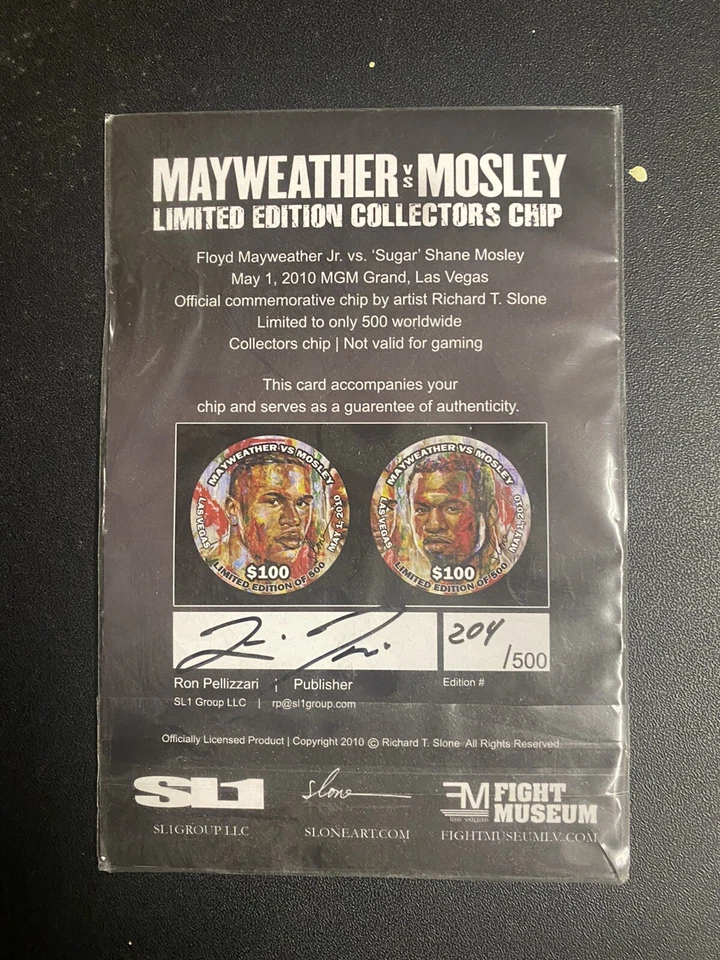 MAYWEATHER VS MOSLEY
LIMITED EDITION COLLECTORS CHIP
Floyd Mayweather Jr. vs. 'Sugar' Shane Mosley
May 1, 2010 MGM Grand, Las Vegas
Official commemorative chip by artist Richard T. Slone
Limited to only 500 worldwide
Collectors chip | Not valid for gaming
This card accompanies your
chip and serves as a guarentee of authenticity.
MAYWEATHER VS MOSLEY
LAS VEGAS
MAY 1, 2010
$100
LIMITED EDITION OF 500
MAYWEATHER VS MOSLEY
LAS VEGAS
MAY 1, 2010
$100
LIMITED EDITION OF 500
204
/500
Ron Pellizzari | Publisher
Edition #
SL1 Group LLC | rp@sl1group.com
Officially Licensed Product | Copyright 2010 © Richard T. Slone All Rights Reserved
SL1
slone
FM las vegas FIGHT MUSEUM
SL1GROUP LLC
SLONEART.COM
FIGHTMUSEUMLV.COM